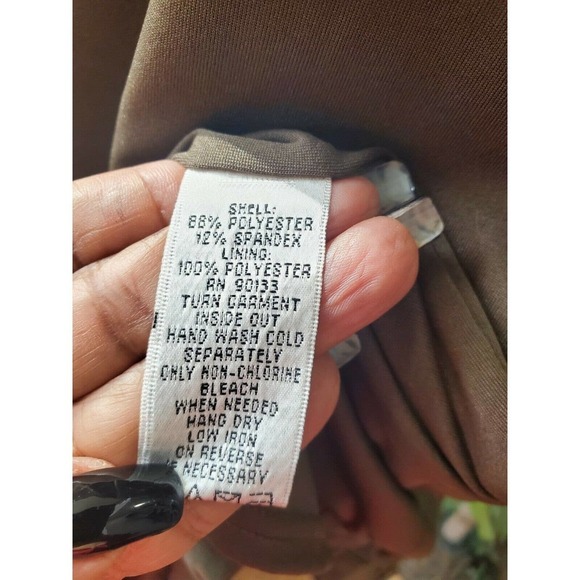 SHELL:
88% POLYESTER
12% SPANDEX
LINING:
100% POLYESTER
RN 90133
TURN GARMENT
INSIDE OUT
HAND WASH COLD
SEPARATELY
ONLY NON-CHLORINE
BLEACH
WHEN NEEDED
HANG DRY
LOW IRON
ON REVERSE
IF NECESSARY